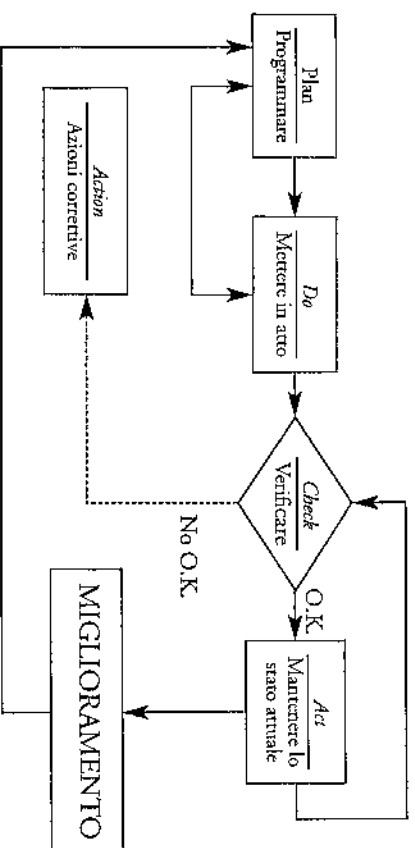 Plan
Programmare
Do
Mettere in atto
Check
Verificare
O.K.
Act
Mantenere lo
stato attuale
No O.K.
Action
Azioni correttive
MIGLIORAMENTO